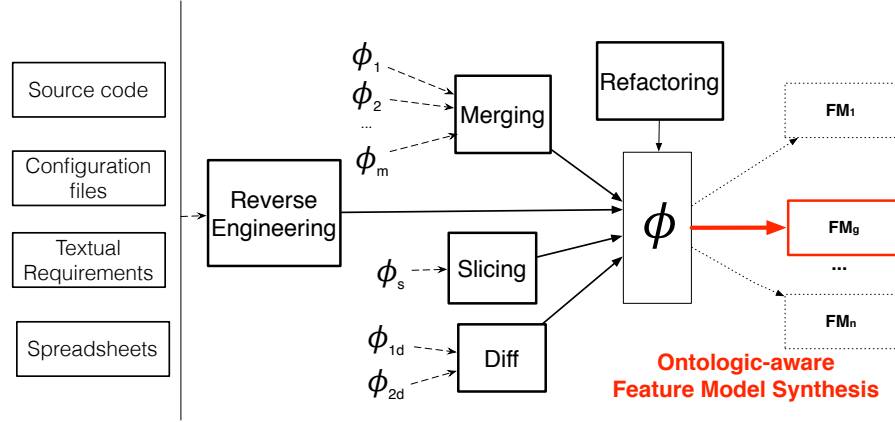 Source code
Configuration
files
Textual
Requirements
Spreadsheets
Reverse
Engineering
ϕ1
ϕ2
...
ϕm
Merging
Refactoring
ϕs
Slicing
ϕ1d
ϕ2d
Diff
ϕ
FM1
FMg
...
FMn
Ontologic-aware
Feature Model Synthesis